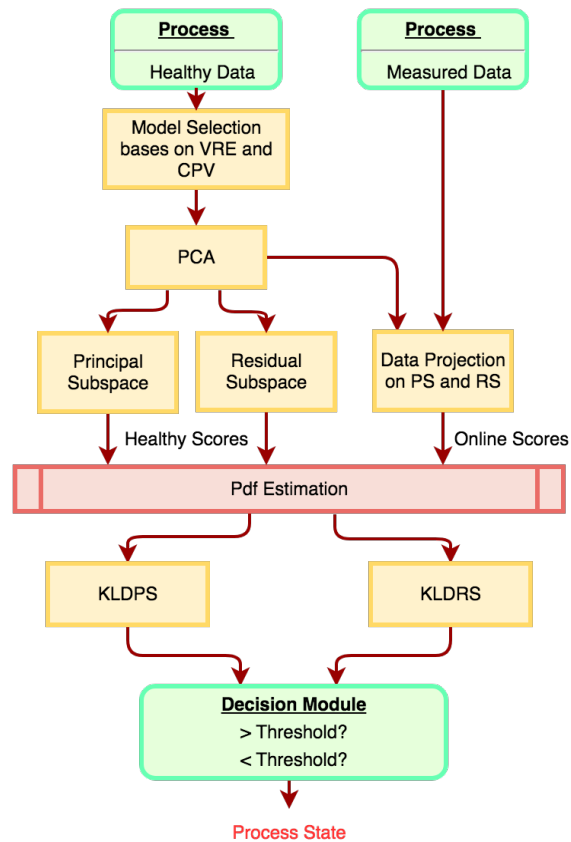 Process
Healthy Data
Process
Measured Data
Model Selection
bases on VRE and
CPV
PCA
Principal
Subspace
Residual
Subspace
Data Projection
on PS and RS
Healthy Scores
Online Scores
Pdf Estimation
KLDPS
KLDRS
Decision Module
> Threshold?
< Threshold?
Process State